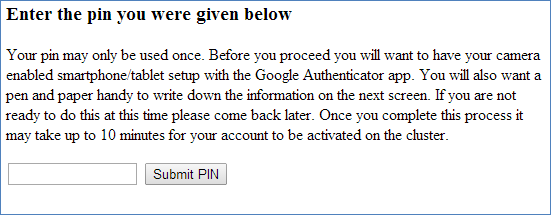 Enter the pin you were given below
Your pin may only be used once. Before you proceed you will want to have your camera
enabled smartphone/tablet setup with the Google Authenticator app. You will also want a
pen and paper handy to write down the information on the next screen. If you are not
ready to do this at this time please come back later. Once you complete this process it
may take up to 10 minutes for your account to be activated on the cluster.
Submit PIN